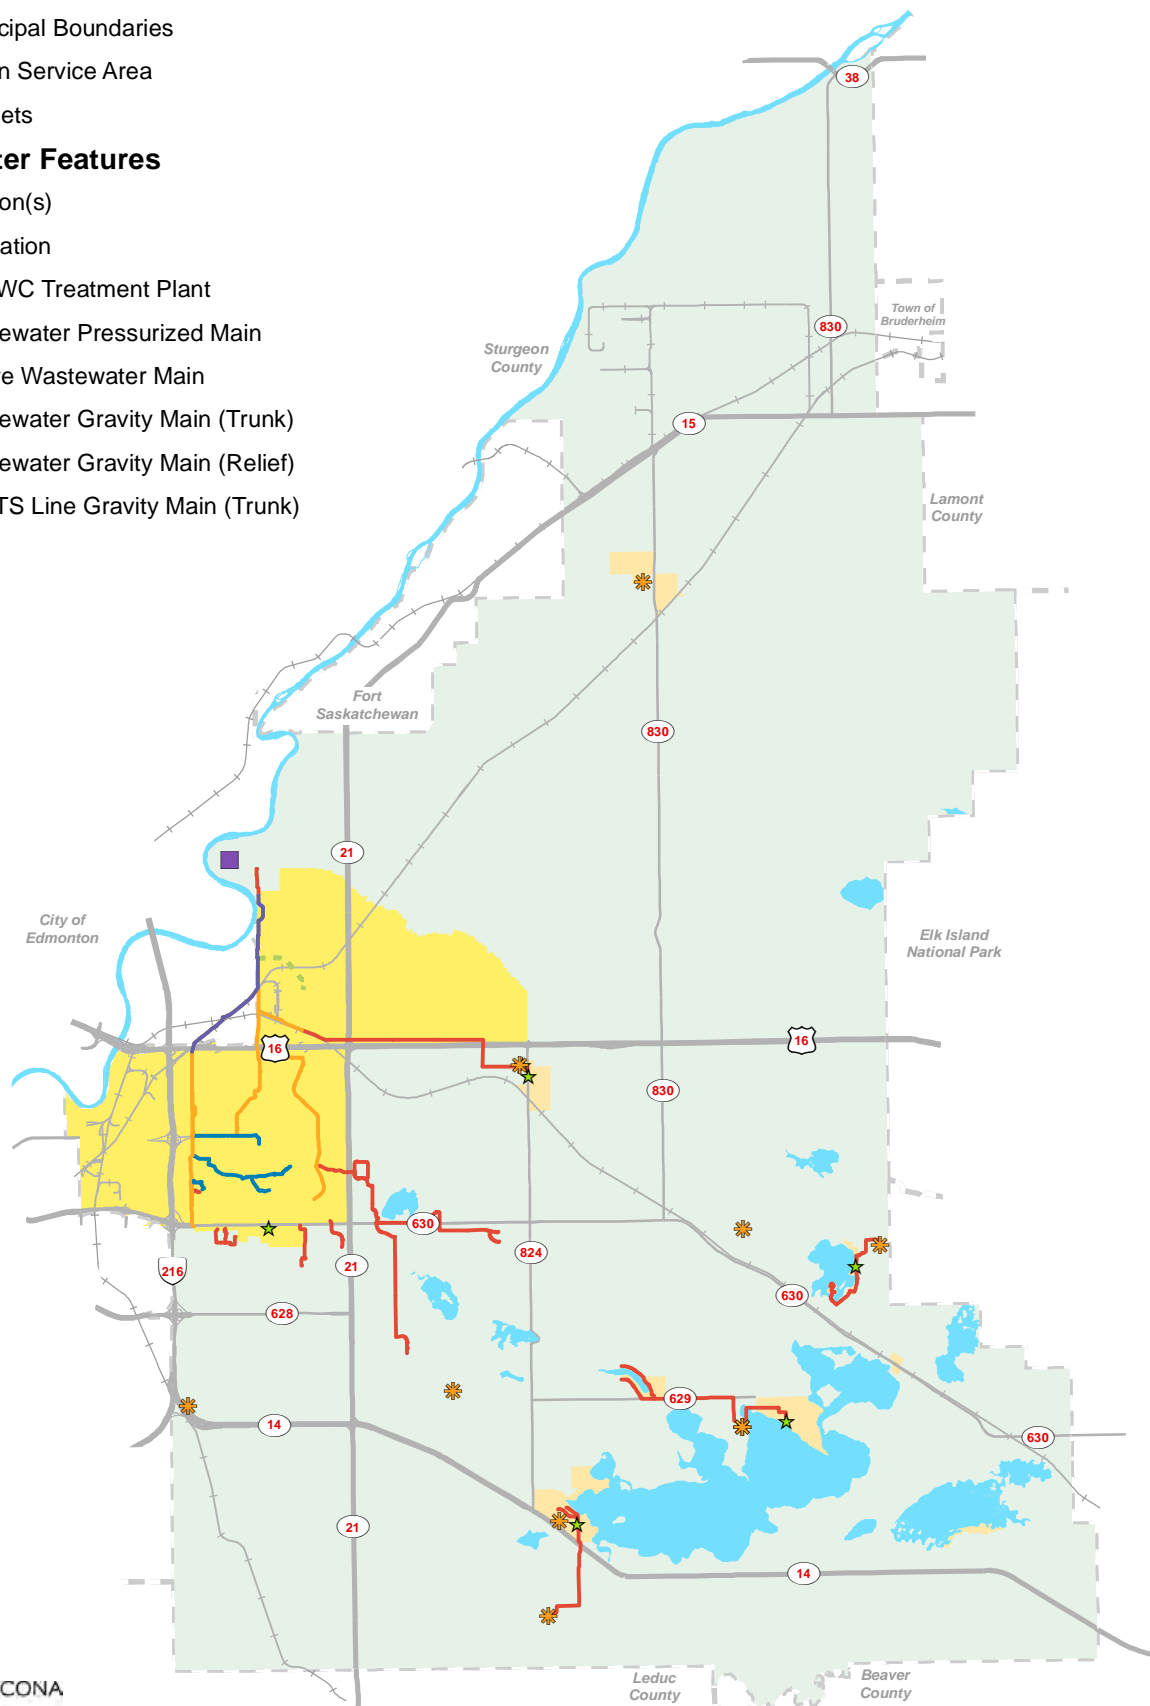 cipal Boundaries
n Service Area
ets
ter Features
on(s)
ation
WC Treatment Plant
ewater Pressurized Main
e Wastewater Main
ewater Gravity Main (Trunk)
ewater Gravity Main (Relief)
TS Line Gravity Main (Trunk)
38
830
Town of
Bruderheim
Sturgeon
County
15
Lamont
County
Fort
Saskatchewan
830
21
City of
Edmonton
Elk Island
National Park
16
16
830
630
824
216
21
630
628
629
14
630
21
14
Leduc
County
Beaver
County
CONA